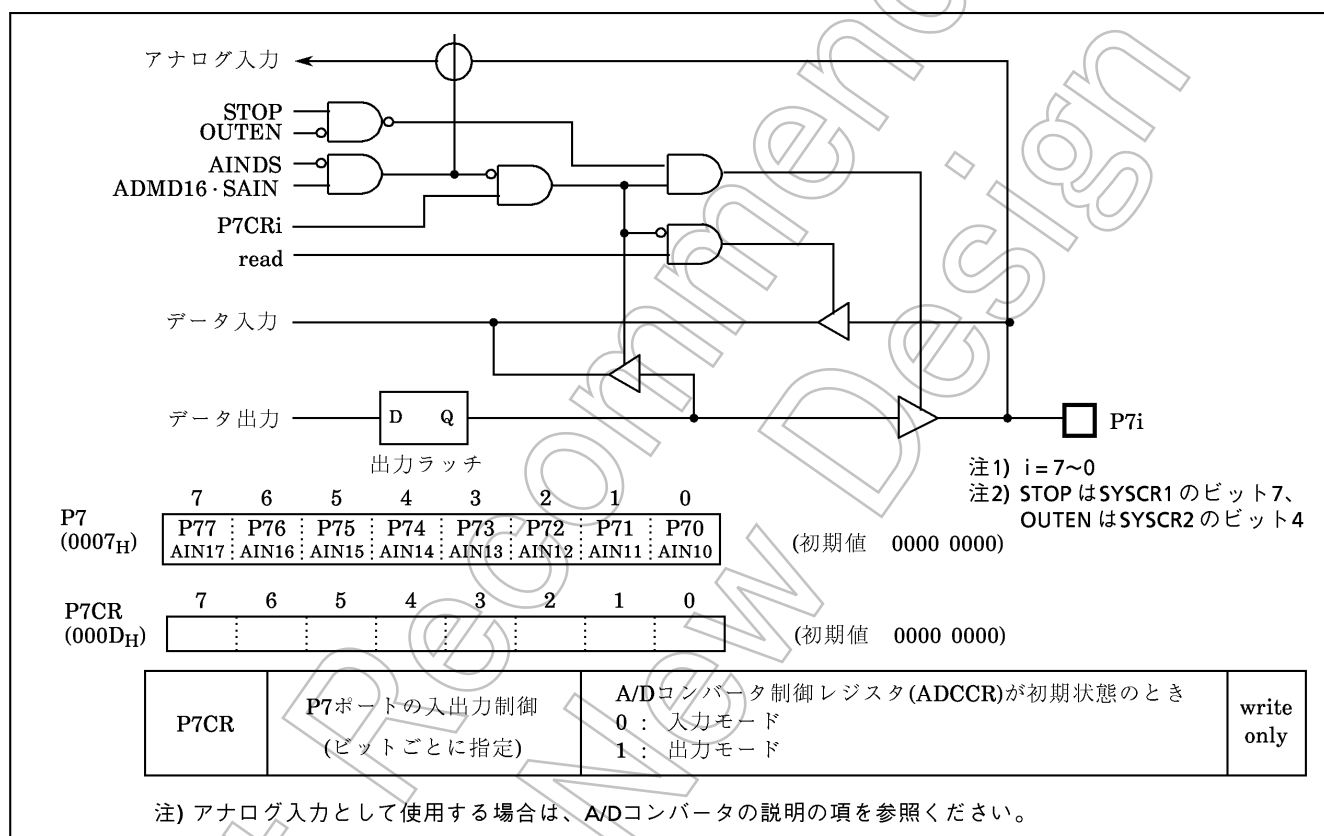 アナログ入力
STOP
OUTEN
AINDS
ADMD16·SAIN
P7CRi
read
データ入力
データ出力
D Q
出力ラッチ
P7i
注1) i = 7~0
注2) STOP はSYSCR1 のビット7、
OUTEN はSYSCR2 のビット4
7 6 5 4 3 2 1 0
P7
(0007H)
P77 P76 P75 P74 P73 P72 P71 P70
AIN17 AIN16 AIN15 AIN14 AIN13 AIN12 AIN11 AIN10
(初期値 0000 0000)
7 6 5 4 3 2 1 0
P7CR
(000DH)
(初期値 0000 0000)
P7CR
P7ポートの入出力制御
(ビットごとに指定)
A/Dコンバータ制御レジスタ(ADCCR)が初期状態のとき
0 : 入力モード
1 : 出力モード
write
only
注) アナログ入力として使用する場合は、A/Dコンバータの説明の項を参照ください。
Recommen
New Design